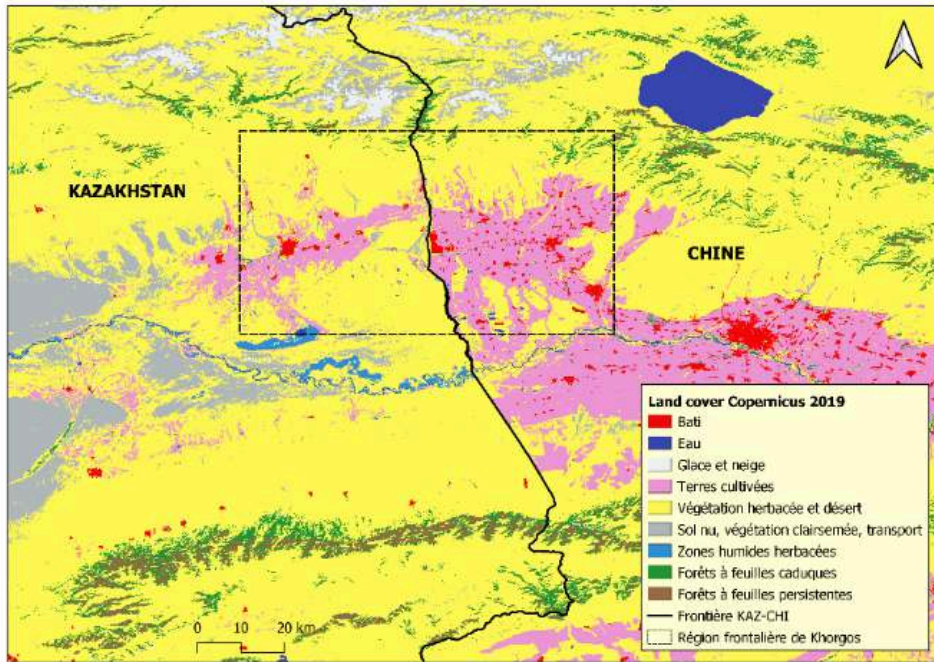 KAZAKHSTAN
CHINE
Land cover Copernicus 2019
Bati
Eau
Glace et neige
Terres cultivées
Végétation herbacée et désert
Sol nu, végétation clairsemée, transport
Zones humides herbacées
Forêts à feuilles caduques
Forêts à feuilles persistentes
Frontière KAZ-CHI
Région frontalière de Khorgos
0 10 20 km